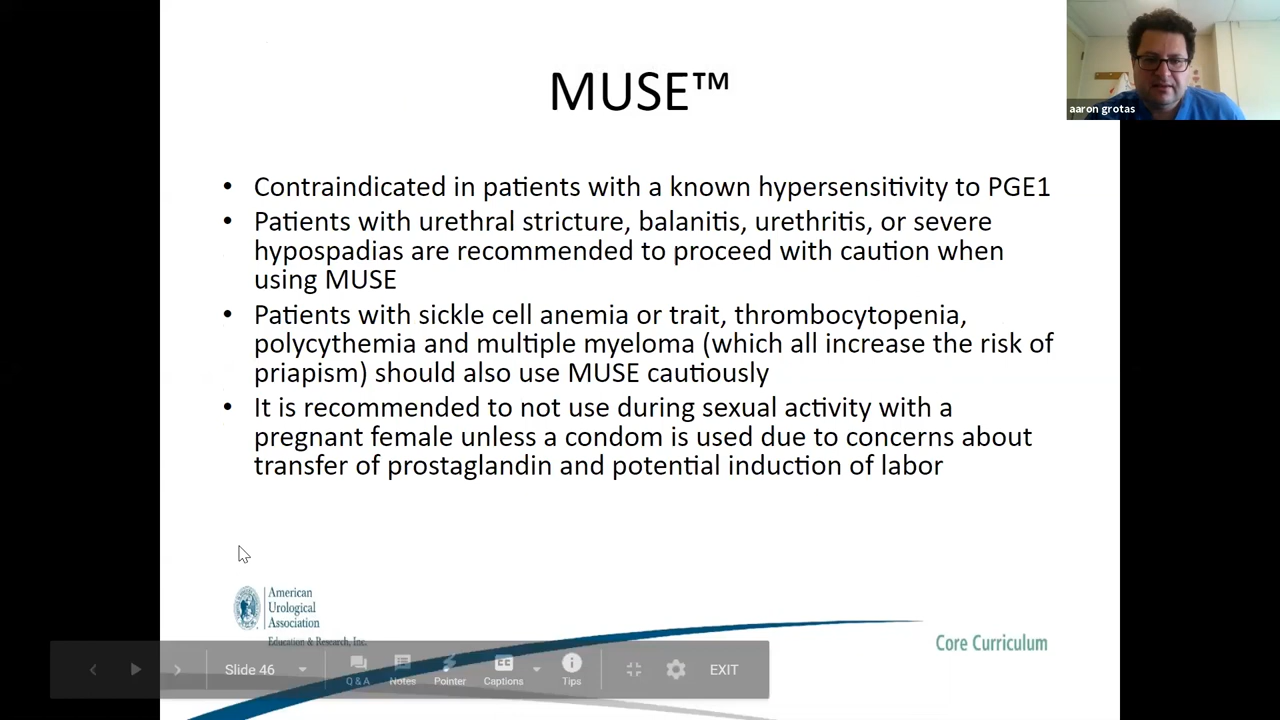 MUSE™
aaron grotas
• Contraindicated in patients with a known hypersensitivity to PGE1
• Patients with urethral stricture, balanitis, urethritis, or severe
hypospadias are recommended to proceed with caution when
using MUSE
• Patients with sickle cell anemia or trait, thrombocytopenia,
polycythemia and multiple myeloma (which all increase the risk of
priapism) should also use MUSE cautiously
• It is recommended to not use during sexual activity with a
pregnant female unless a condom is used due to concerns about
transfer of prostaglandin and potential induction of labor
American
Urological
Association
Education & Research, Inc.
Core Curriculum
Slide 46
Q & A
Notes
Pointer
CC
Captions
Tips
EXIT